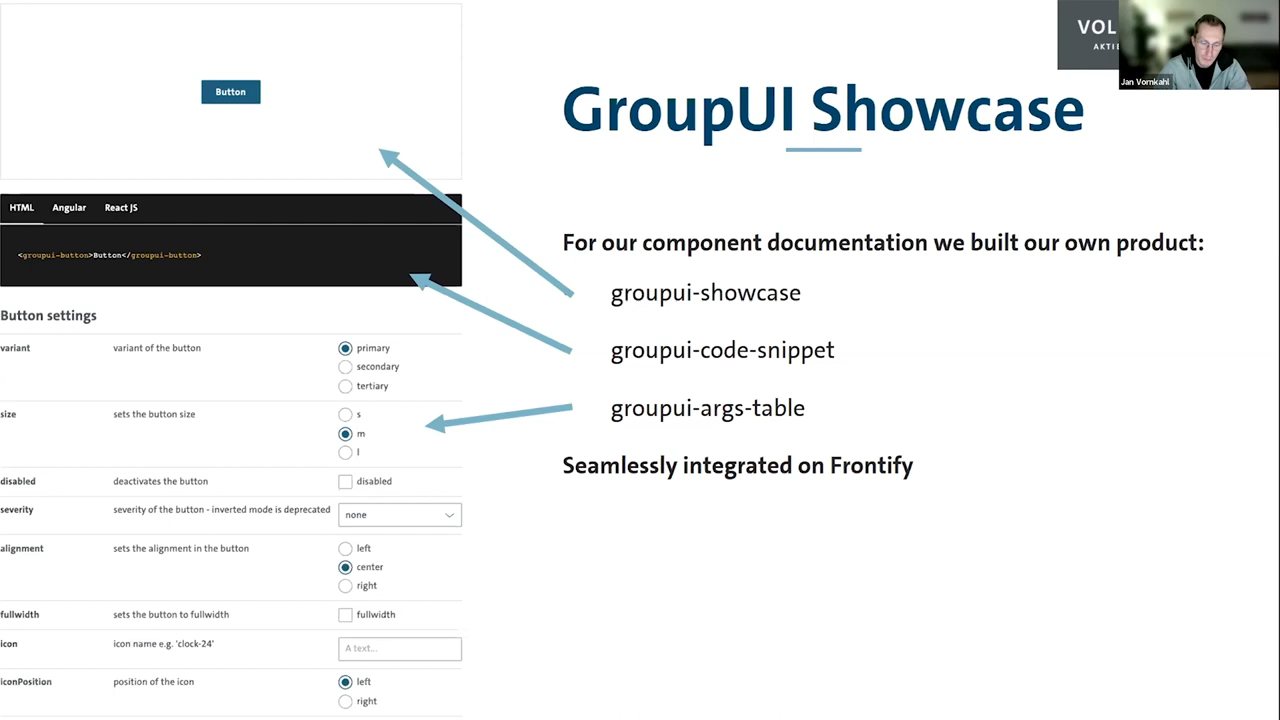 Button
HTML Angular React JS
<groupui-button>Button</groupui-button>
Button settings
variant variant of the button primary
secondary
tertiary
size sets the button size s
m
l
disabled deactivates the button disabled
severity severity of the button - inverted mode is deprecated none
alignment sets the alignment in the button left
center
right
fullwidth sets the button to fullwidth fullwidth
icon icon name e.g. 'clock-24' A text...
iconPosition position of the icon left
right
GroupUI Showcase
For our component documentation we built our own product:
groupui-showcase
groupui-code-snippet
groupui-args-table
Seamlessly integrated on Frontify
VOL
AKTIE
Jan Vornkahl